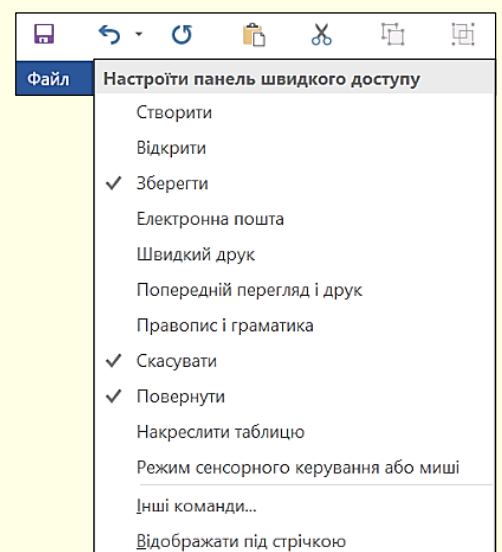 Файл
Настроїти панель швидкого доступу
Створити
Відкрити
Зберегти
Електронна пошта
Швидкий друк
Попередній перегляд і друк
Правопис і граматика
Скасувати
Повернути
Накреслити таблицю
Режим сенсорного керування або миші
Інші команди...
Відображати під стрічкою